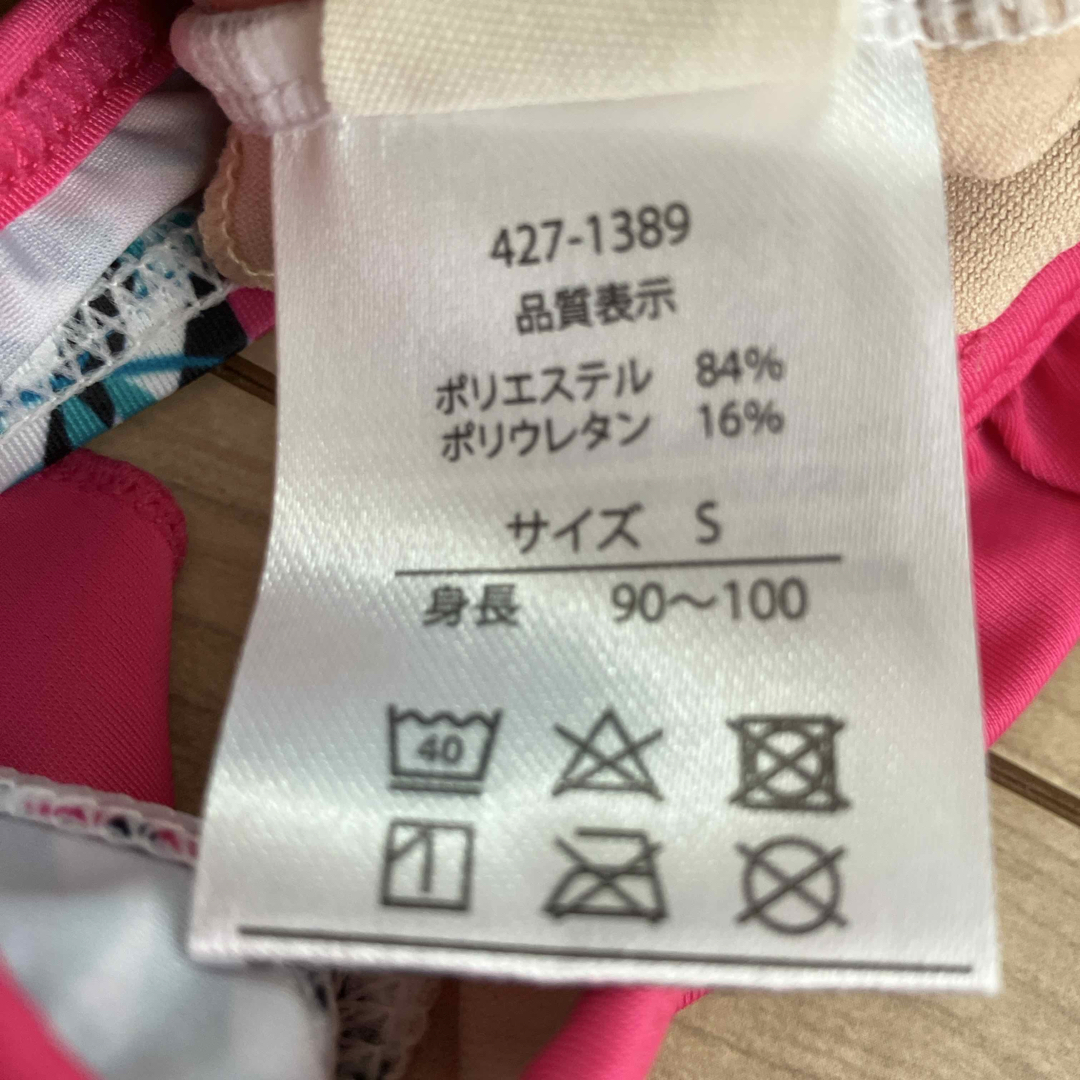 427-1389
品質表示
ポリエステル 84%
ポリウレタン 16%
サイズ S
身長 90～100
40